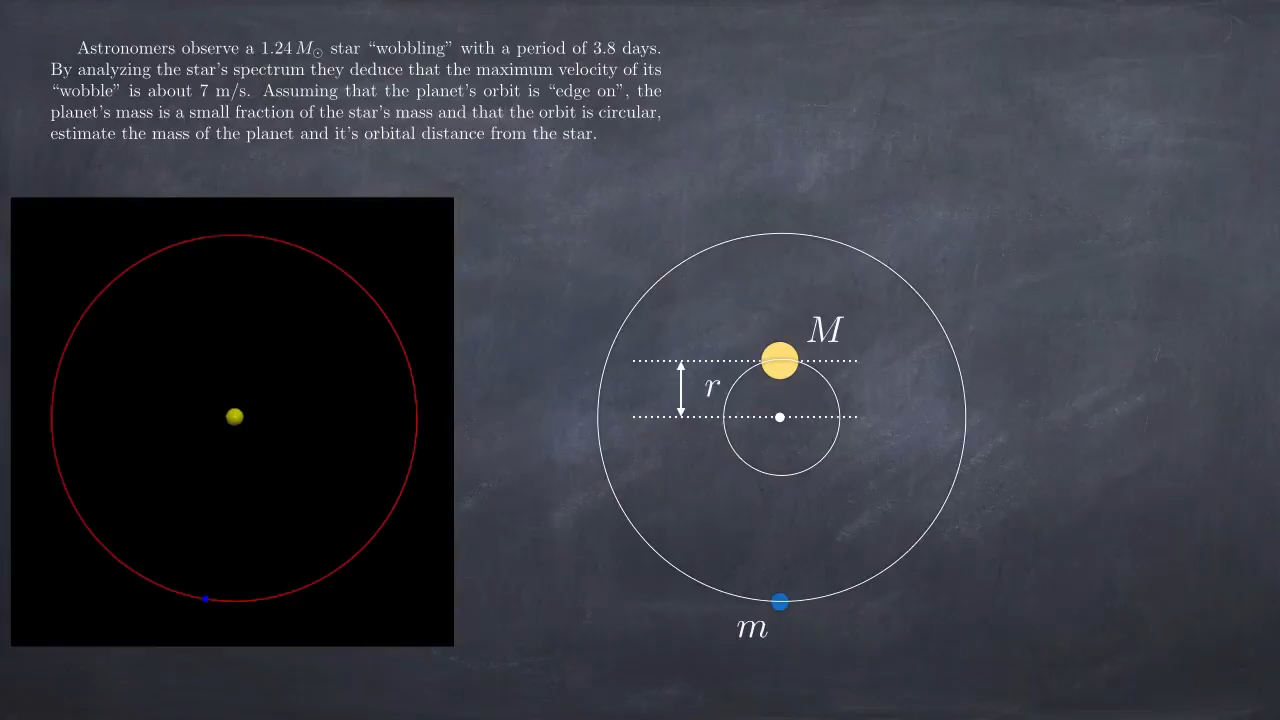 Astronomers observe a 1.24 M☉ star “wobbling” with a period of 3.8 days.
By analyzing the star’s spectrum they deduce that the maximum velocity of its
“wobble” is about 7 m/s. Assuming that the planet’s orbit is “edge on”, the
planet’s mass is a small fraction of the star’s mass and that the orbit is circular,
estimate the mass of the planet and it’s orbital distance from the star.
M
r
m